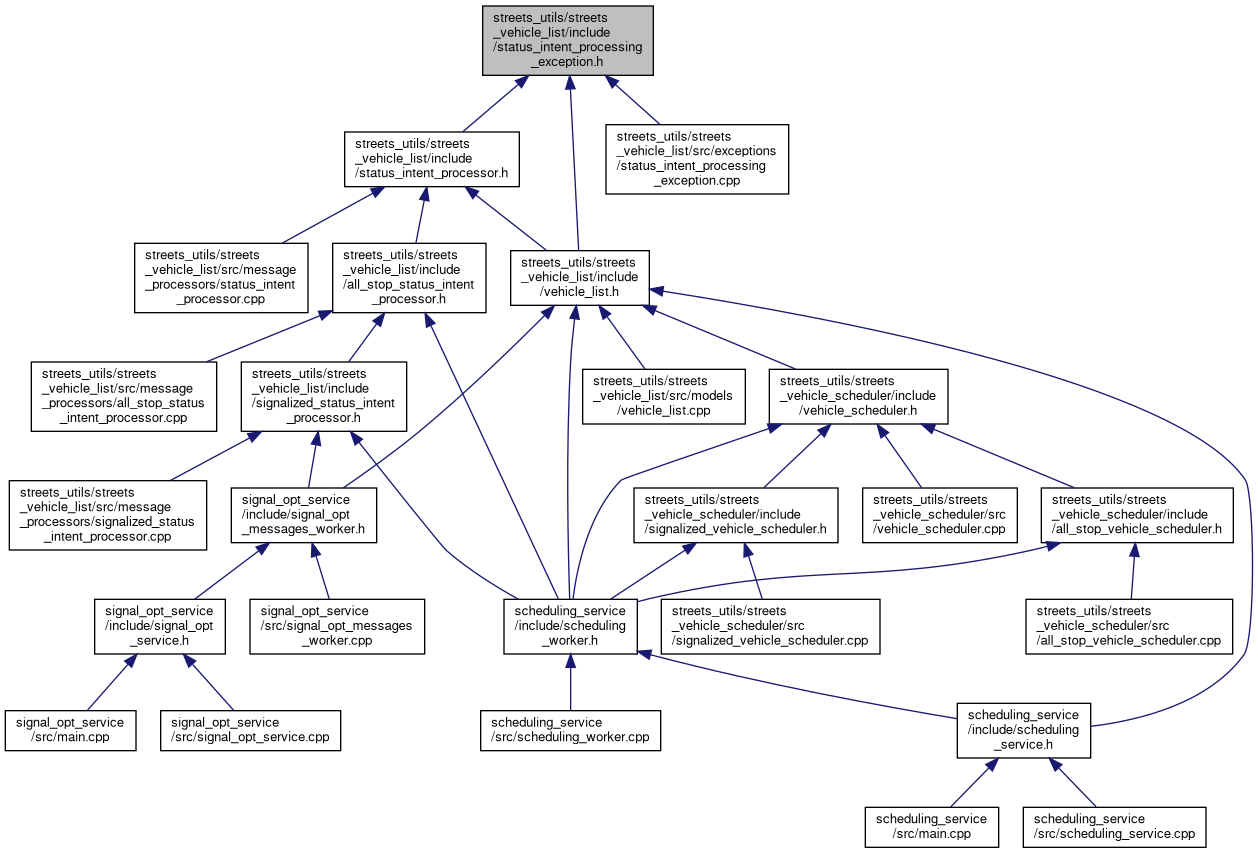 streets_utils/streets
_vehicle_list/include
/status_intent_processing
_exception.h
streets_utils/streets
_vehicle_list/include
/status_intent_processor.h
streets_utils/streets
_vehicle_list/src/exceptions
/status_intent_processing
_exception.cpp
streets_utils/streets
_vehicle_list/src/message
_processors/status_intent
_processor.cpp
streets_utils/streets
_vehicle_list/include
/all_stop_status_intent
_processor.h
streets_utils/streets
_vehicle_list/include
/vehicle_list.h
streets_utils/streets
_vehicle_list/src/message
_processors/all_stop_status
_intent_processor.cpp
streets_utils/streets
_vehicle_list/include
/signalized_status_intent
_processor.h
streets_utils/streets
_vehicle_list/src/models
/vehicle_list.cpp
streets_utils/streets
_vehicle_scheduler/include
/vehicle_scheduler.h
streets_utils/streets
_vehicle_list/src/message
_processors/signalized_status
_intent_processor.cpp
signal_opt_service
/include/signal_opt
_messages_worker.h
streets_utils/streets
_vehicle_scheduler/include
/signalized_vehicle_scheduler.h
streets_utils/streets
_vehicle_scheduler/src
/vehicle_scheduler.cpp
streets_utils/streets
_vehicle_scheduler/include
/all_stop_vehicle_scheduler.h
signal_opt_service
/include/signal_opt
_service.h
signal_opt_service
/src/signal_opt_messages
_worker.cpp
scheduling_service
/include/scheduling
_worker.h
streets_utils/streets
_vehicle_scheduler/src
/signalized_vehicle_scheduler.cpp
streets_utils/streets
_vehicle_scheduler/src
/all_stop_vehicle_scheduler.cpp
signal_opt_service
/src/main.cpp
signal_opt_service
/src/signal_opt_service.cpp
scheduling_service
/src/scheduling_worker.cpp
scheduling_service
/include/scheduling
_service.h
scheduling_service
/src/main.cpp
scheduling_service
/src/scheduling_service.cpp